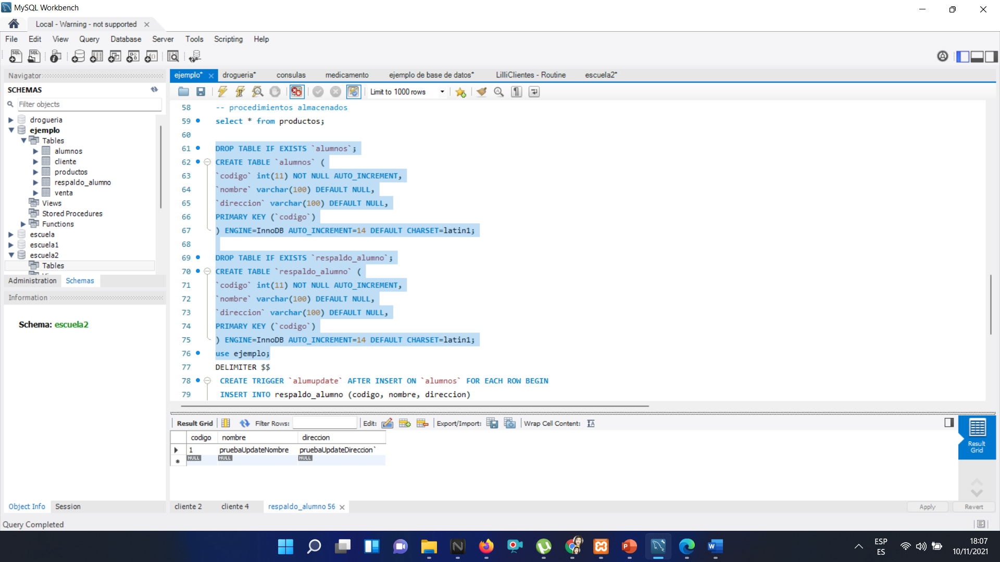 MySQL Workbench
Local - Warning - not supported
File Edit View Query Database Server Tools Scripting Help
Navigator
SCHEMAS
Filter objects
drogueria
ejemplo
Tables
alumnos
cliente
productos
respaldo_alumno
venta
Views
Stored Procedures
Functions
escuela
escuela1
escuela2
Tables
Administration Schemas
Information
Schema: escuela2
Object Info Session
ejemplo* drogueria* consulas medicamento ejemplo de base de datos* LilliClientes - Routine escuela2*
Limit to 1000 rows
58 -- procedimientos almacenados
59 select * from productos;
60
61 DROP TABLE IF EXISTS `alumnos`;
62 CREATE TABLE `alumnos` (
63 `codigo` int(11) NOT NULL AUTO_INCREMENT,
64 `nombre` varchar(100) DEFAULT NULL,
65 `direccion` varchar(100) DEFAULT NULL,
66 PRIMARY KEY (`codigo`)
67 ) ENGINE=InnoDB AUTO_INCREMENT=14 DEFAULT CHARSET=latin1;
68
69 DROP TABLE IF EXISTS `respaldo_alumno`;
70 CREATE TABLE `respaldo_alumno` (
71 `codigo` int(11) NOT NULL AUTO_INCREMENT,
72 `nombre` varchar(100) DEFAULT NULL,
73 `direccion` varchar(100) DEFAULT NULL,
74 PRIMARY KEY (`codigo`)
75 ) ENGINE=InnoDB AUTO_INCREMENT=14 DEFAULT CHARSET=latin1;
76 use ejemplo;
77 DELIMITER $$
78 CREATE TRIGGER `alumupdate` AFTER INSERT ON `alumnos` FOR EACH ROW BEGIN
79 INSERT INTO respaldo_alumno (codigo, nombre, direccion)
Result Grid Filter Rows: Edit: Export/Import: Wrap Cell Content:
codigo nombre direccion
1 pruebaUpdateNombre pruebaUpdateDireccion`
NULL NULL NULL
Result
Grid
cliente 2 cliente 4 respaldo_alumno 56
Apply Revert
Query Completed
ESP
ES
18:07
10/11/2021